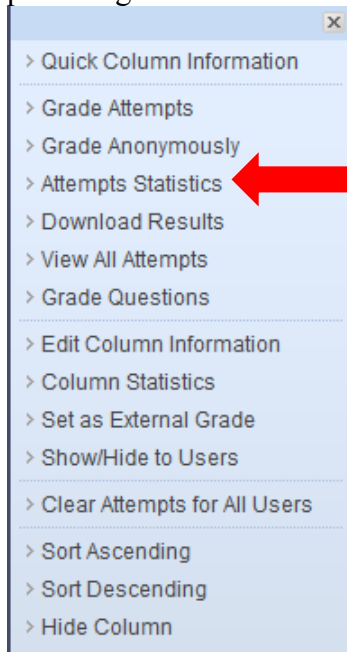 > Quick Column Information
> Grade Attempts
> Grade Anonymously
> Attempts Statistics
> Download Results
> View All Attempts
> Grade Questions
> Edit Column Information
> Column Statistics
> Set as External Grade
> Show/Hide to Users
> Clear Attempts for All Users
> Sort Ascending
> Sort Descending
> Hide Column